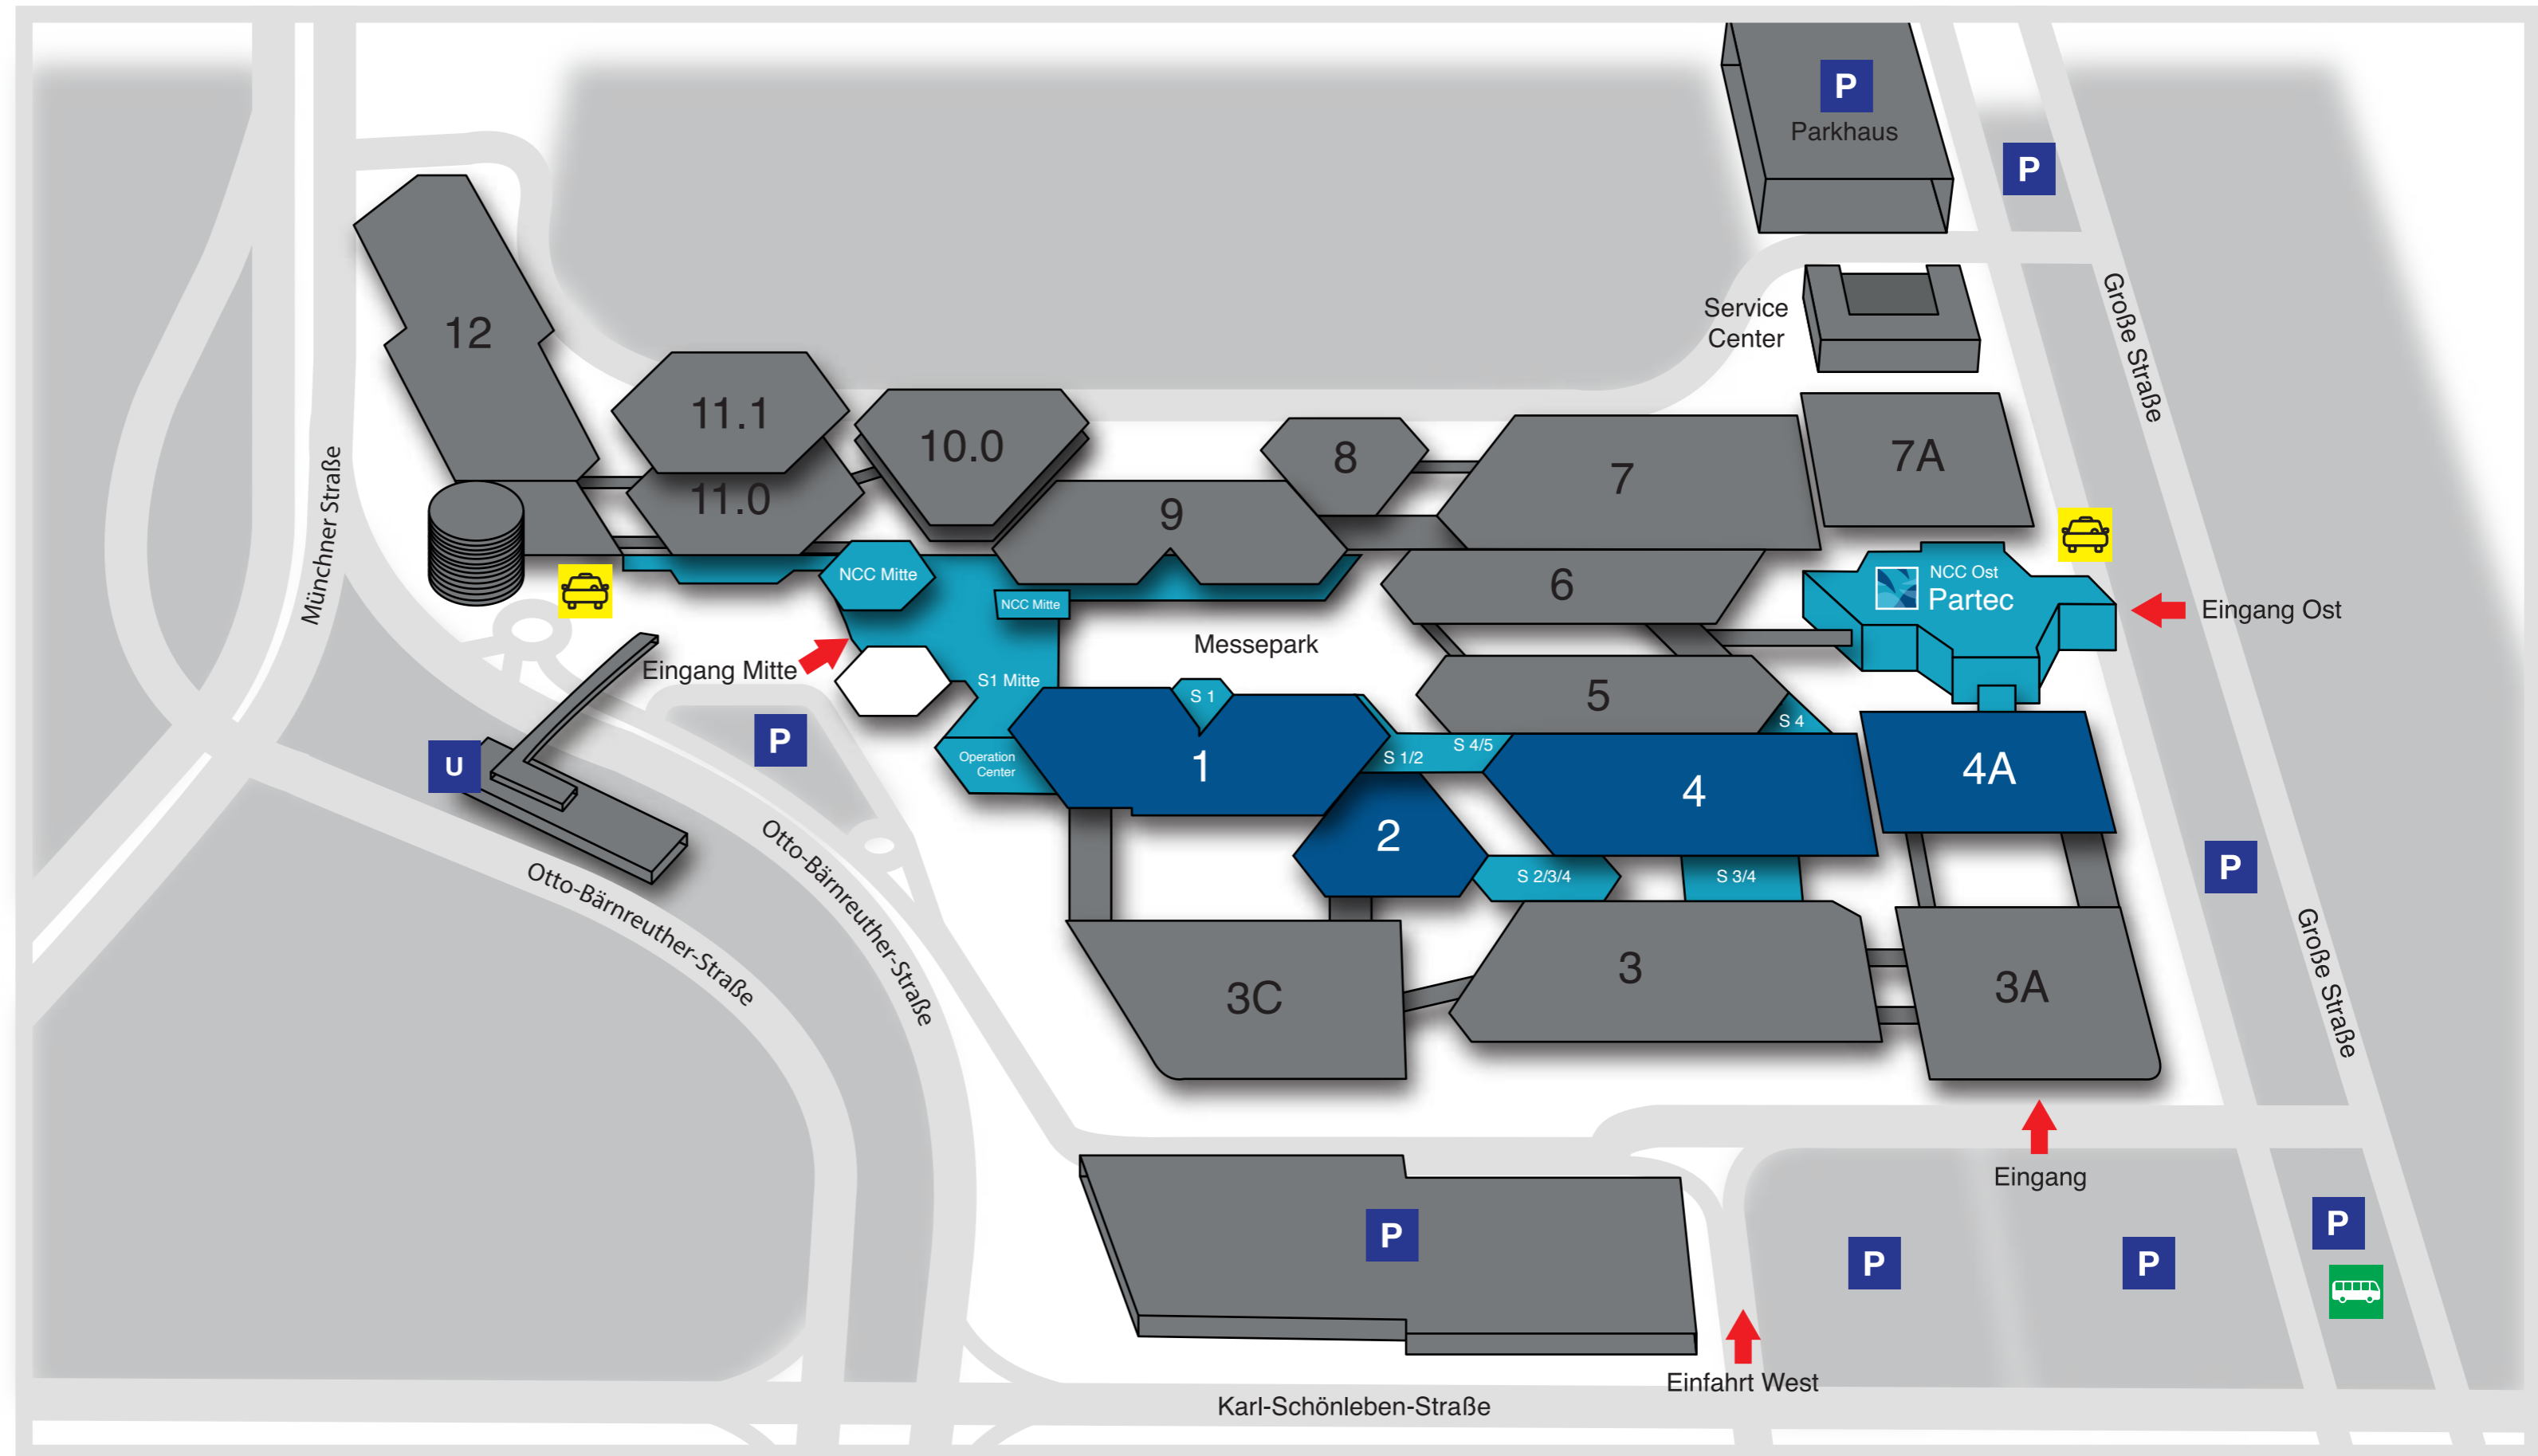 P
Parkhaus
P
Service
Center
Große Straße
12
11.1
11.0
10.0
8
7
7A
9
6
Münchner Straße
NCC Mitte
NCC Mitte
NCC Ost
Partec
Eingang Ost
Messepark
Eingang Mitte
S1 Mitte
S 1
5
S 4
U
P
Operation
Center
1
S 1/2
S 4/5
4
4A
2
Otto-Bärnreuther-Straße
Otto-Bärnreuther-Straße
S 2/3/4
S 3/4
P
3C
3
3A
Große Straße
Eingang
P
P
P
P
Einfahrt West
Karl-Schönleben-Straße